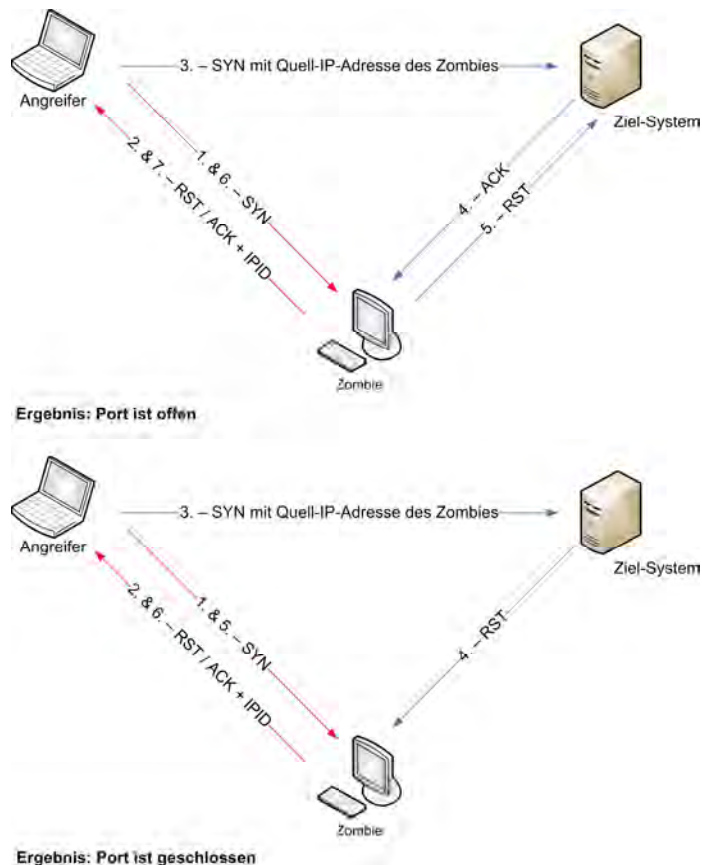 3. – SYN mit Quell-IP-Adresse des Zombies
Angreifer
Ziel-System
1. & 6. – SYN
2. & 7. – RST / ACK + IPID
4. – ACK
5. – RST
Zombie
Ergebnis: Port ist offen
3. – SYN mit Quell-IP-Adresse des Zombies
Angreifer
Ziel-System
1. & 5. – SYN
2. & 6. – RST / ACK + IPID
4. – RST
Zombie
Ergebnis: Port ist geschlossen